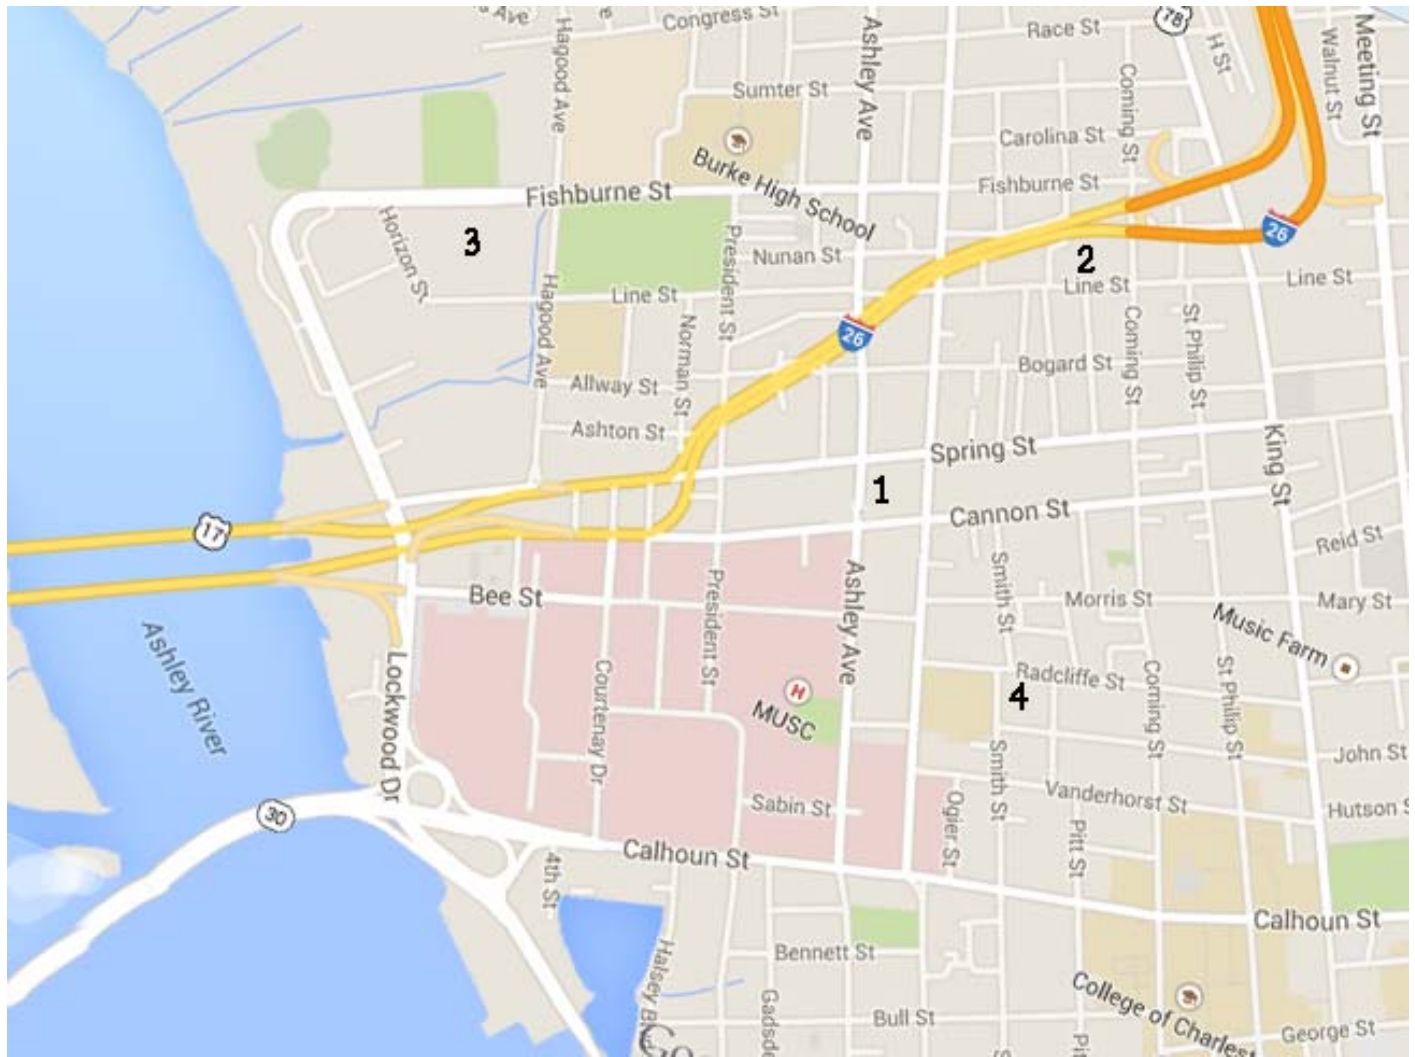 Ave
Congress St
Hagood Ave
Ashley Ave
Race St
78
H St
Walnut St
Meeting St
Sumter St
Coming St
Carolina St
Burke High School
Fishburne St
Fishburne St
Horizon St
3
President St
Nunan St
2
26
Line St
Line St
Line St
Hagood Ave
Norman St
26
Coming St
St Philip St
Bogard St
Allway St
Ashton St
Spring St
King St
1
Cannon St
17
Reid St
Smith St
Ashley Ave
President St
Bee St
Morris St
Mary St
Music Farm
Ashley River
Lockwood Dr
Courtenay Dr
H
MUSC
Radcliffe St
4
Coming St
St Philip St
John St
Smith St
Ogier St
Vanderhorst St
Sabin St
Hutson S
30
Pitt St
Calhoun St
4th St
Calhoun St
Bennett St
Halsey Blvd
Gadsde
College of Charlest
Bull St
George St